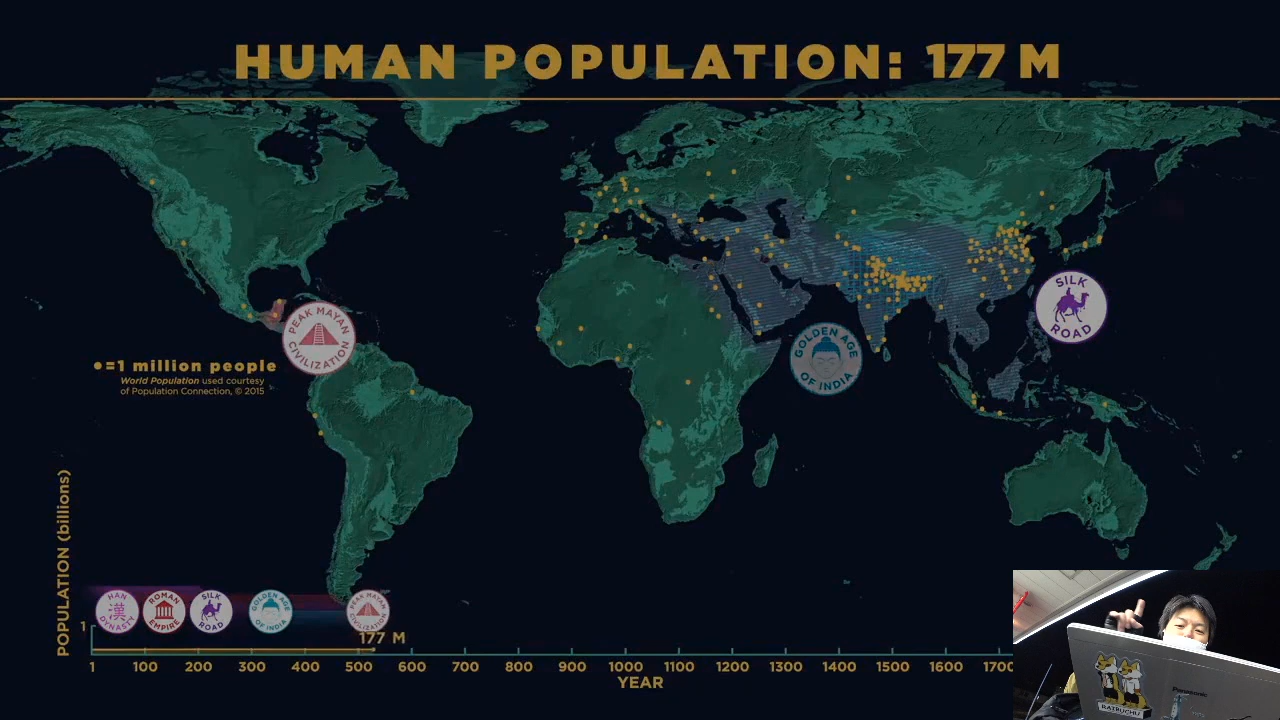 HUMAN POPULATION: 177 M
PEAK MAYAN CIVILIZATION
SILK ROAD
GOLDEN AGE OF INDIA
=1 million people
World Population used courtesy
of Population Connection, © 2015
POPULATION (billions)
HAN 漢 DYNASTY
ROMAN EMPIRE
SILK ROAD
GOLDEN AGE OF INDIA
PEAK MAYAN CIVILIZATION
1
177 M
1 100 200 300 400 500 600 700 800 900 1000 1100 1200 1300 1400 1500 1600 1700
YEAR
Panasonic